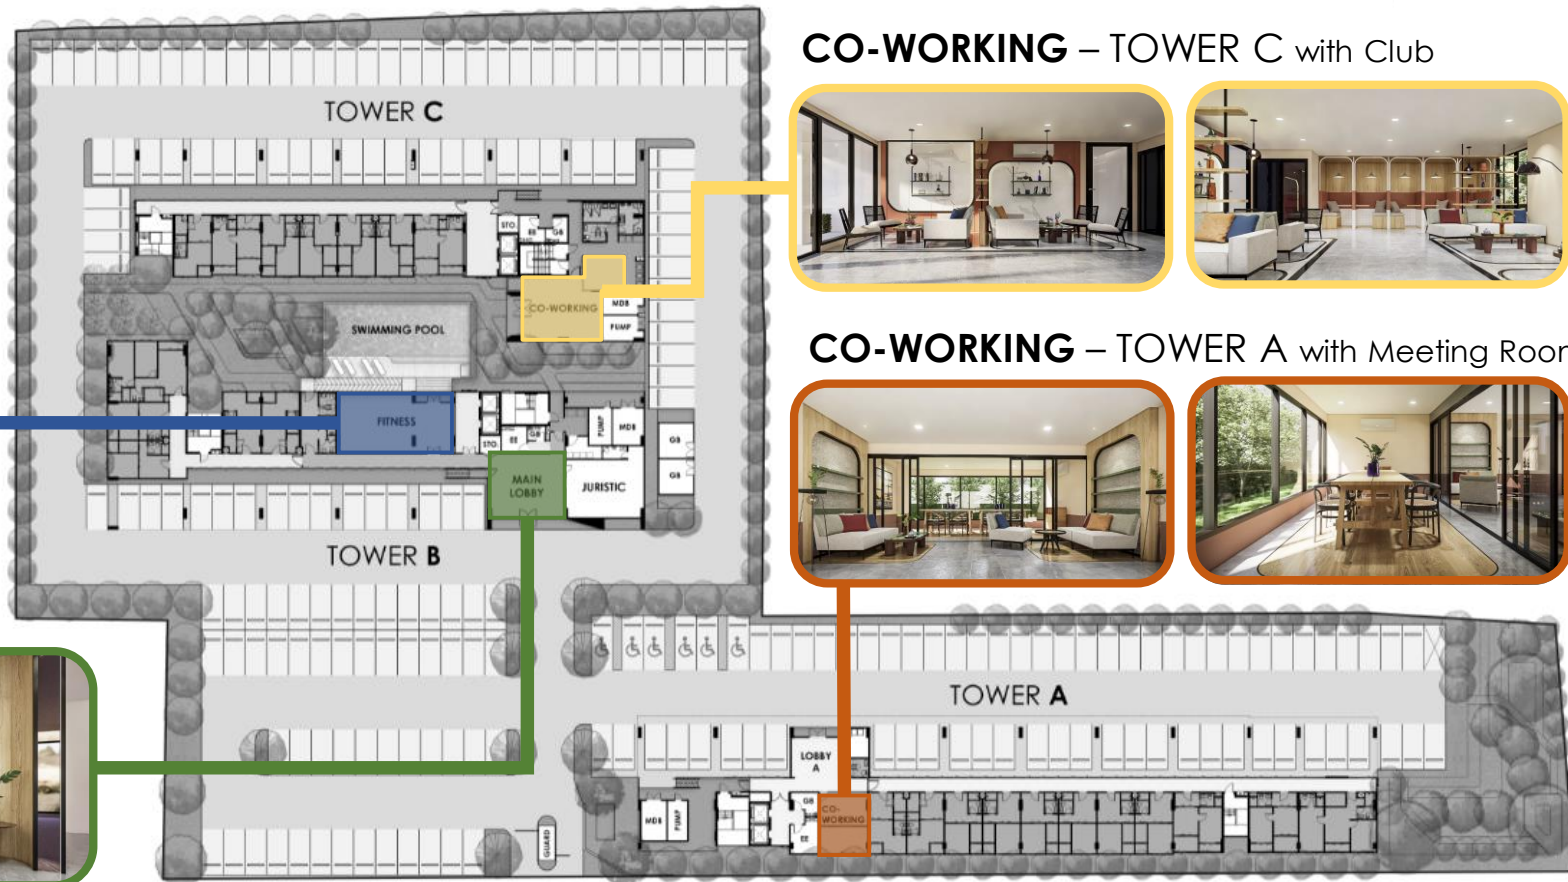 CO-WORKING – TOWER C with Club
TOWER C
STO.
EE
GB
CO-WORKING
MDB
PUMP
SWIMMING POOL
CO-WORKING – TOWER A with Meeting Roor
FITNESS
STO.
EE
GB
PUMP
MDB
GB
GB
MAIN
LOBBY
JURISTIC
TOWER B
TOWER A
LOBBY
A
MDB
PUMP
GB
CO-
WORKING
EE
GUARD